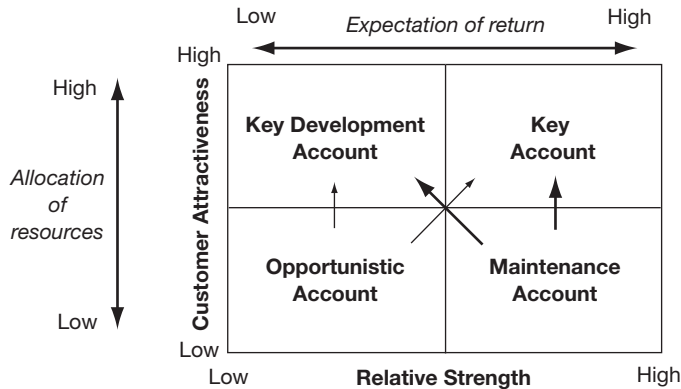 Low
High
Expectation of return
High
High
Key Development
Account
Key
Account
Allocation
of
resources
Customer Attractiveness
Opportunistic
Account
Maintenance
Account
Low
Low
Low
Relative Strength
High